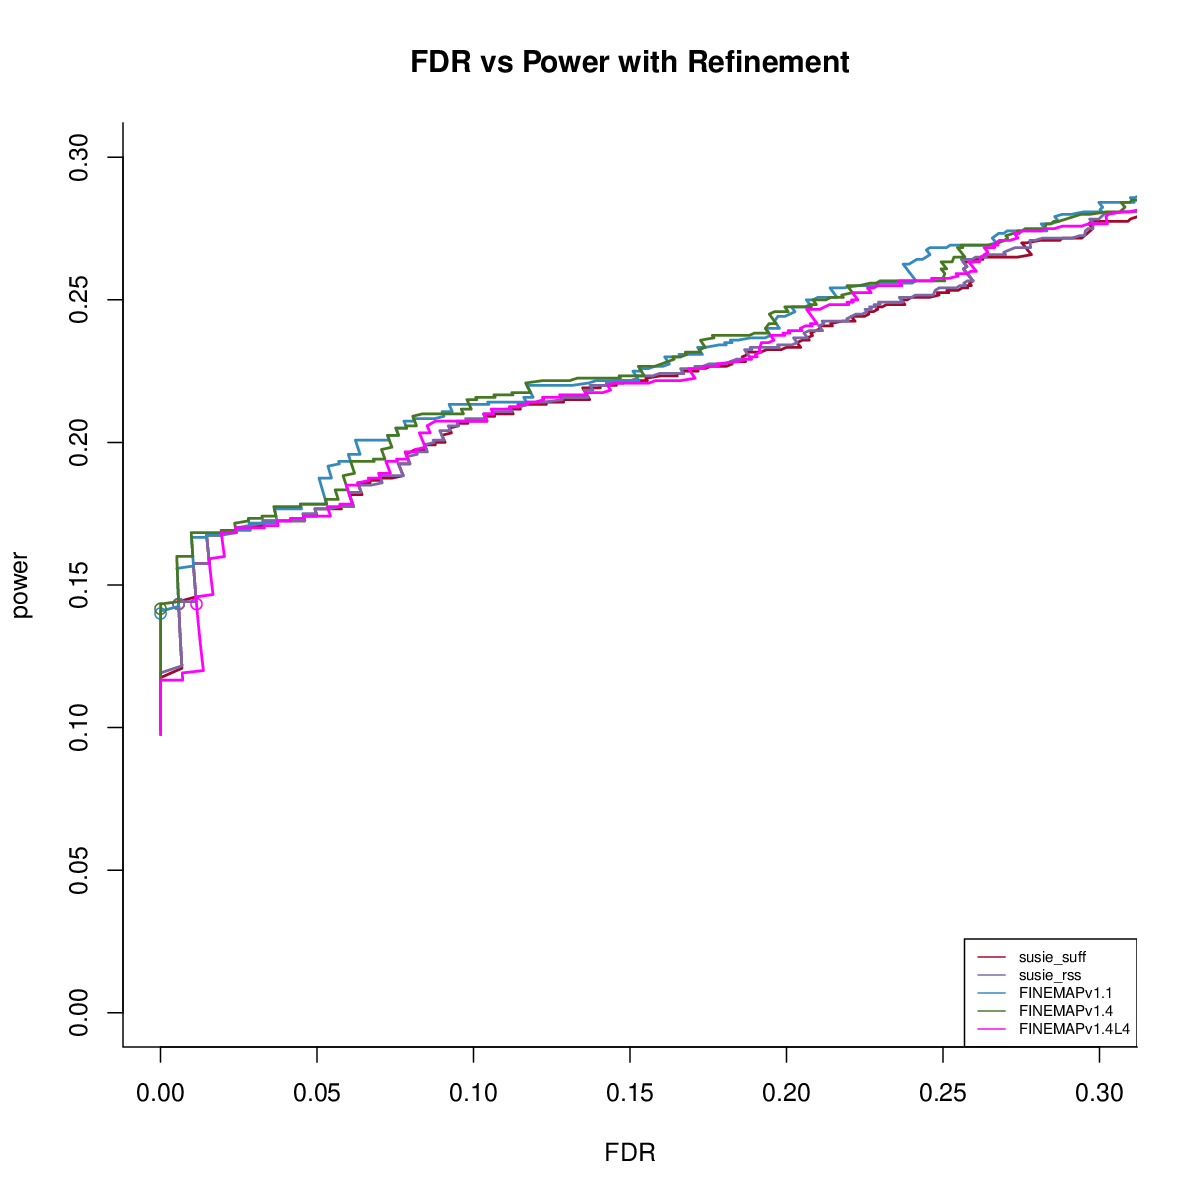 FDR vs Power with Refinement
power
0.30
0.25
0.20
0.15
0.10
0.05
0.00
susie_suff
susie_rss
FINEMAPv1.1
FINEMAPv1.4
FINEMAPv1.4L4
0.00 0.05 0.10 0.15 0.20 0.25 0.30
FDR